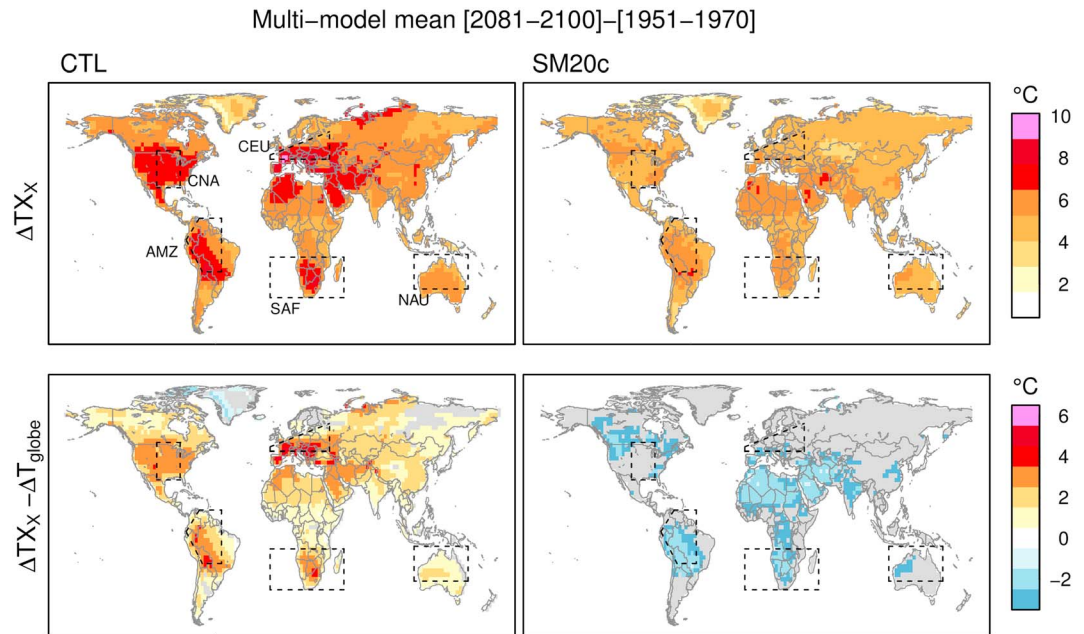 Multi−model mean [2081−2100]−[1951−1970]
CTL
SM20c
°C
ΔTXX
CEU
CNA
AMZ
SAF
NAU
10
8
6
4
2
ΔTXX −ΔTglobe
°C
6
4
2
0
−2